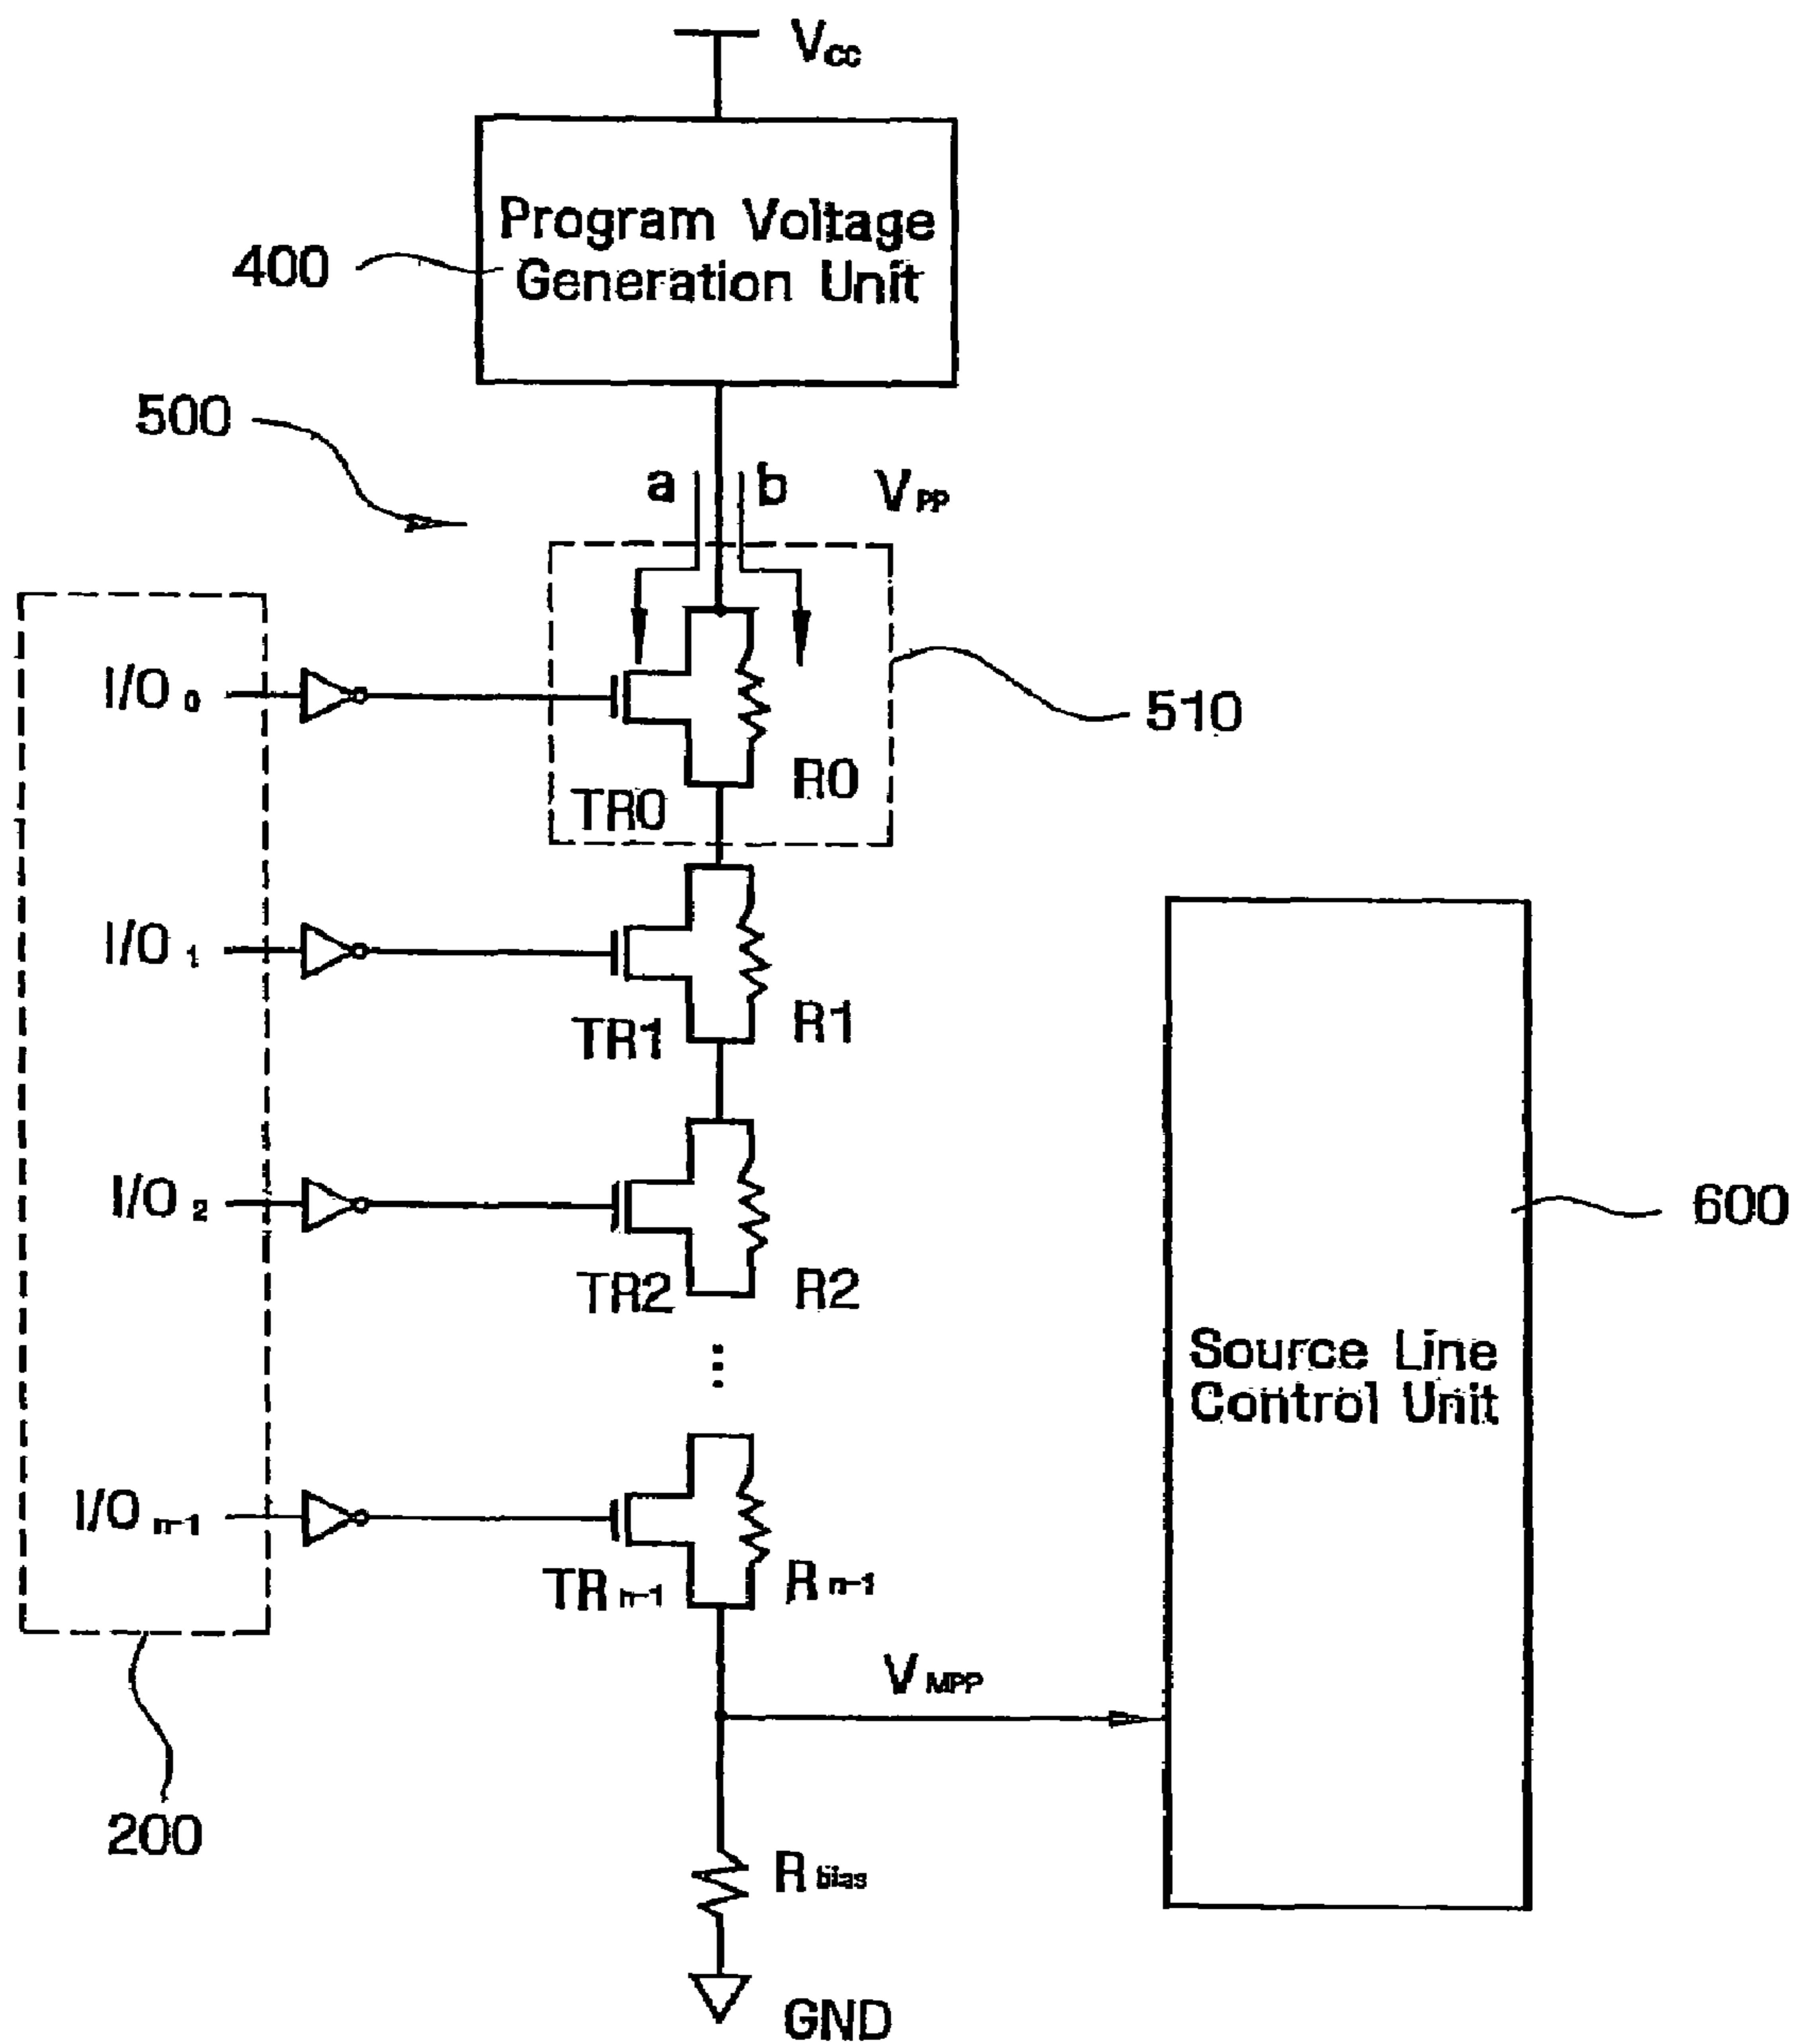 Vcc
Program Voltage
Generation Unit
400
500
a
b
Vpp
I/O 0
510
R0
TR0
I/O 1
R1
TR1
I/O 2
600
TR2
R2
Source Line
Control Unit
I/O n-1
TR n-1
R n-1
V MPP
200
R bias
GND